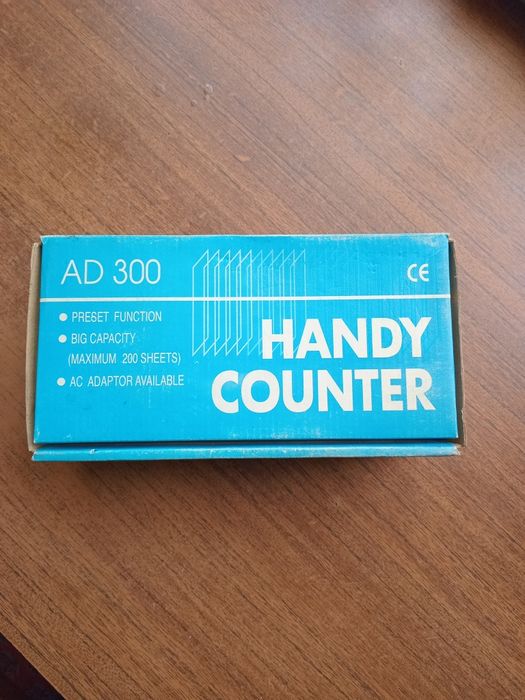 AD 300
CE
● PRESET FUNCTION
● BIG CAPACITY
(MAXIMUM 200 SHEETS)
● AC ADAPTOR AVAILABLE
HANDY
COUNTER